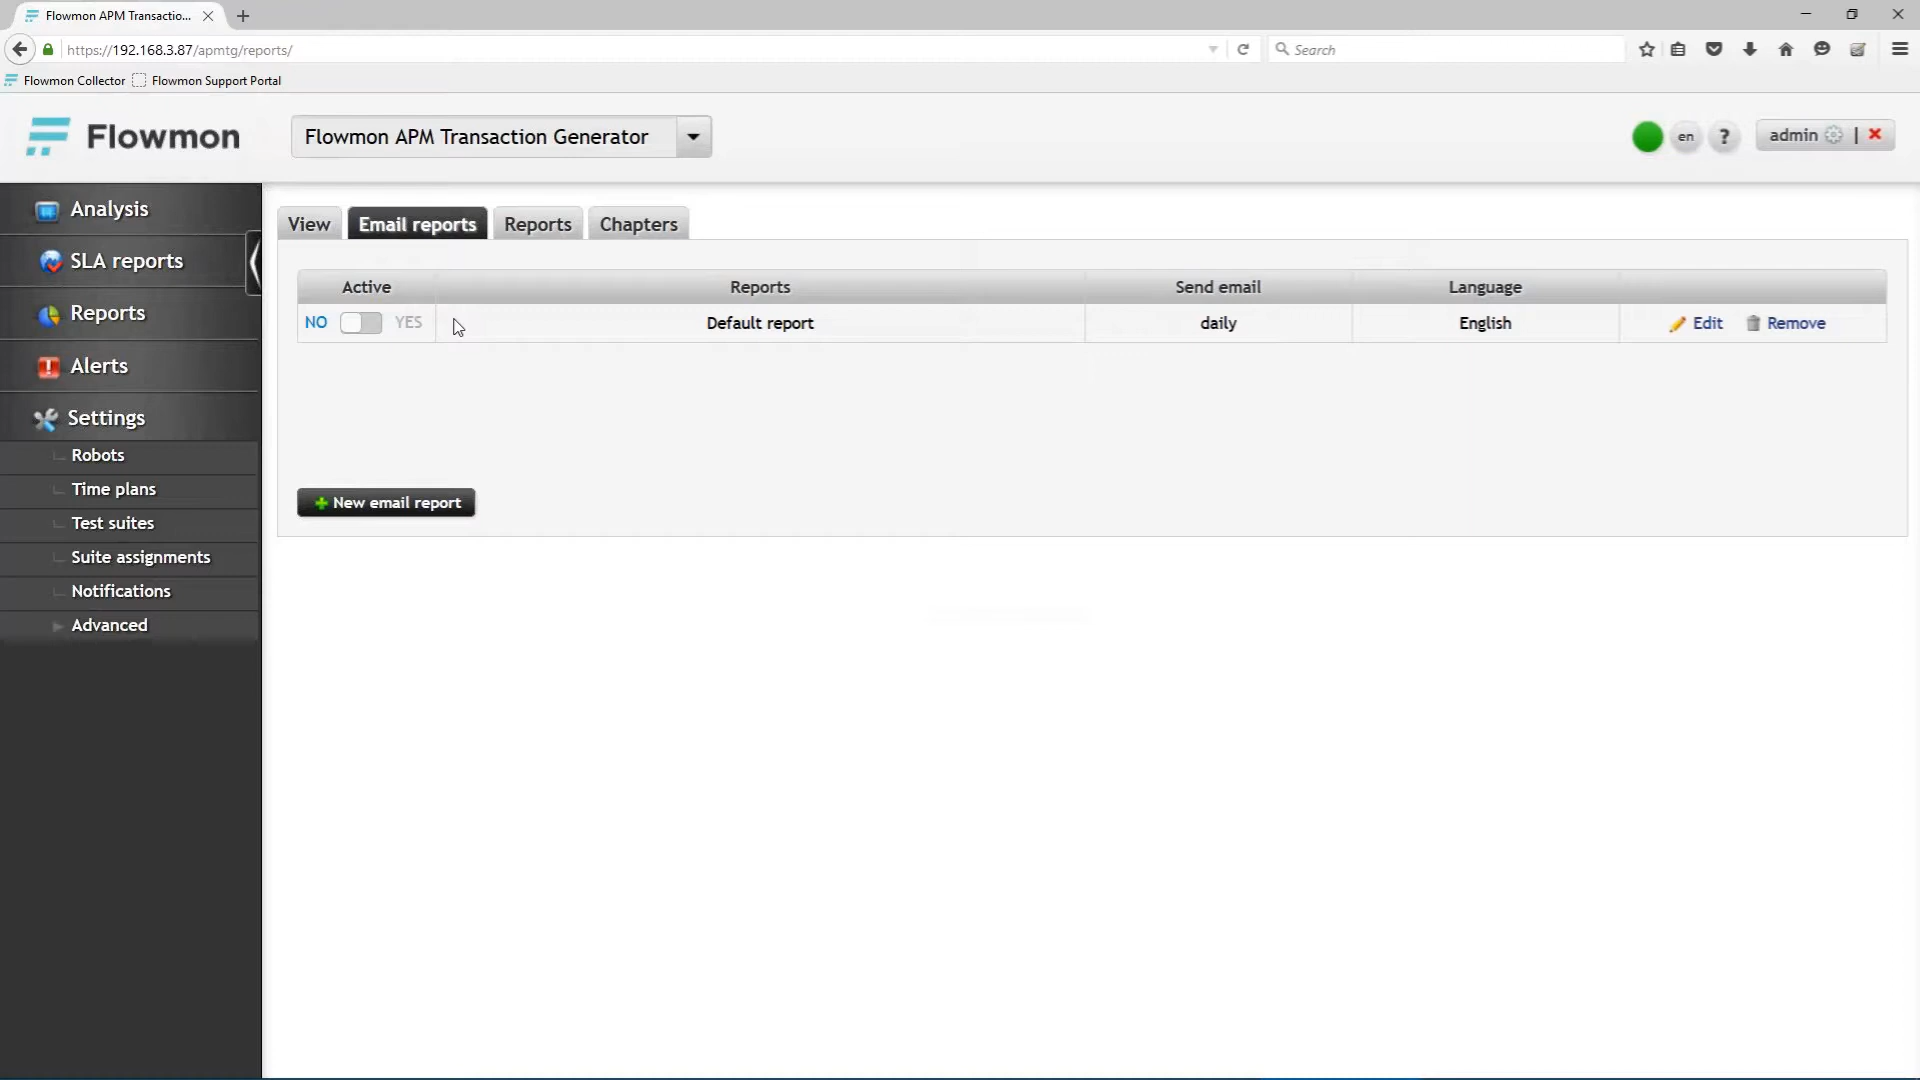 Flowmon APM Transactio...
https://192.168.3.87/apmtg/reports/
Search
Flowmon Collector
Flowmon Support Portal
Flowmon
Flowmon APM Transaction Generator
en
?
admin
|
Analysis
SLA reports
Reports
Alerts
Settings
Robots
Time plans
Test suites
Suite assignments
Notifications
Advanced
View
Email reports
Reports
Chapters
Active Reports Send email Language
NO YES Default report daily English Edit Remove
New email report